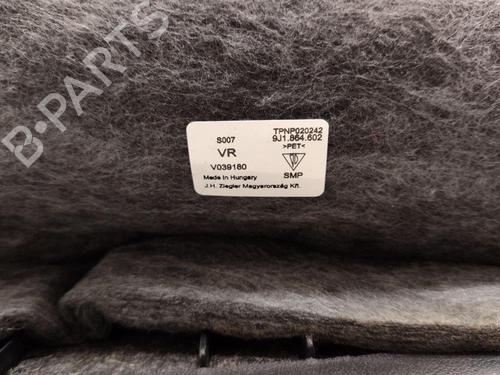 S007
VR
V039180
Made in Hungary
J.H. Ziegler Magyarország Kft.
TPNP020242
9J1.864.602
>PET<
SMP
B-PARTS